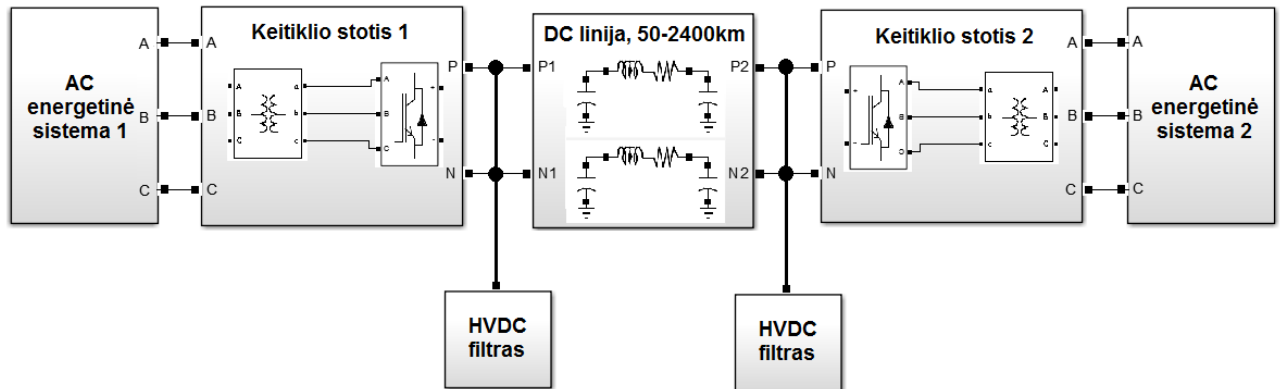 AC
energetinė
sistema 1
A
B
C
A
B
C
Keitiklio stotis 1
A
B
C
a
b
c
A
B
C
+
-
P
N
DC linija, 50-2400km
P1
N1
P2
N2
Keitiklio stotis 2
P
N
+
-
A
B
C
a
b
c
A
B
C
A
B
C
A
B
C
AC
energetinė
sistema 2
HVDC
filtras
HVDC
filtras